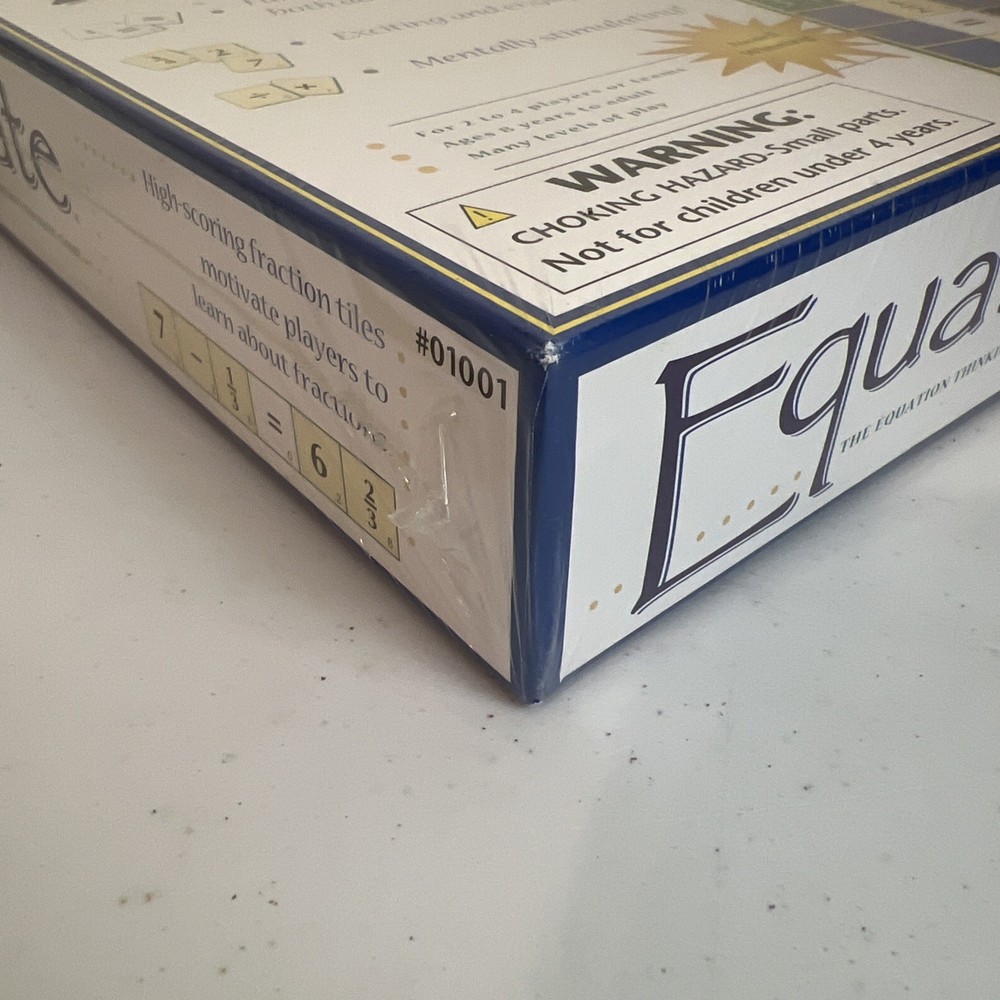 Exciting and
Mentally stimulating!
For 2 to 4 players or teams
Ages 8 years to adult
Many levels of play
WARNING:
CHOKING HAZARD-Small parts.
Not for children under 4 years.
High-scoring fraction tiles
motivate players to
learn about fractions.
7 - 1/3 = 6 2/3
#01001
Equa
THE EQUATION THINKI